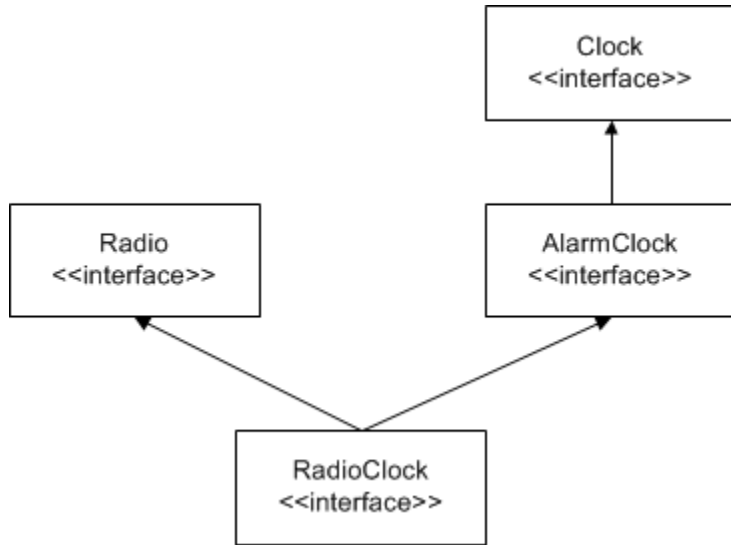 Clock
<<interface>>
Radio
<<interface>>
AlarmClock
<<interface>>
RadioClock
<<interface>>